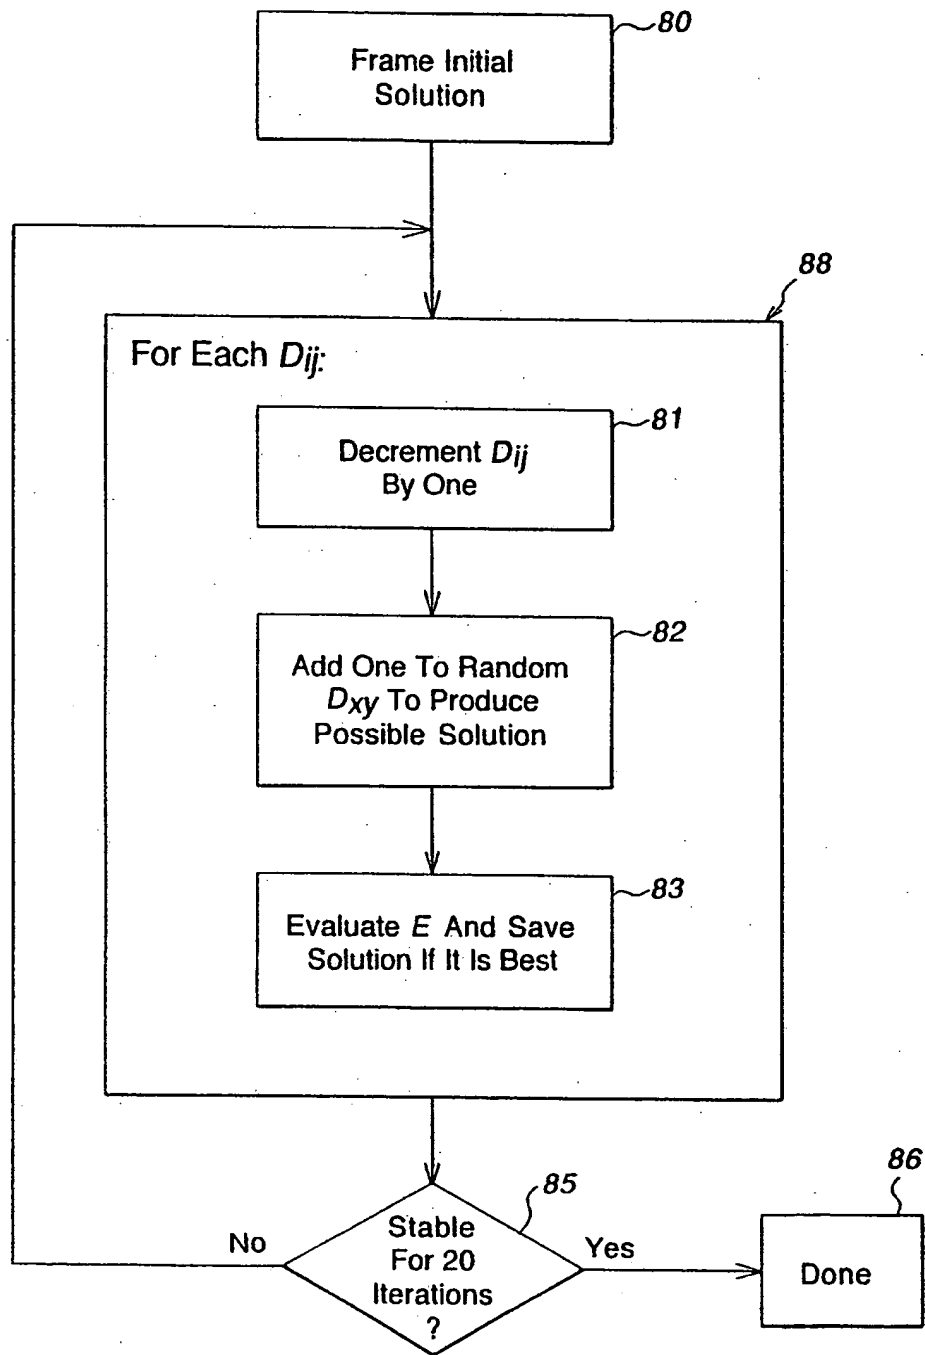 80
Frame Initial
Solution
88
For Each Dij:
81
Decrement Dij
By One
82
Add One To Random
Dxy To Produce
Possible Solution
83
Evaluate E And Save
Solution If It Is Best
85
86
No
Stable
For 20
Iterations
?
Yes
Done